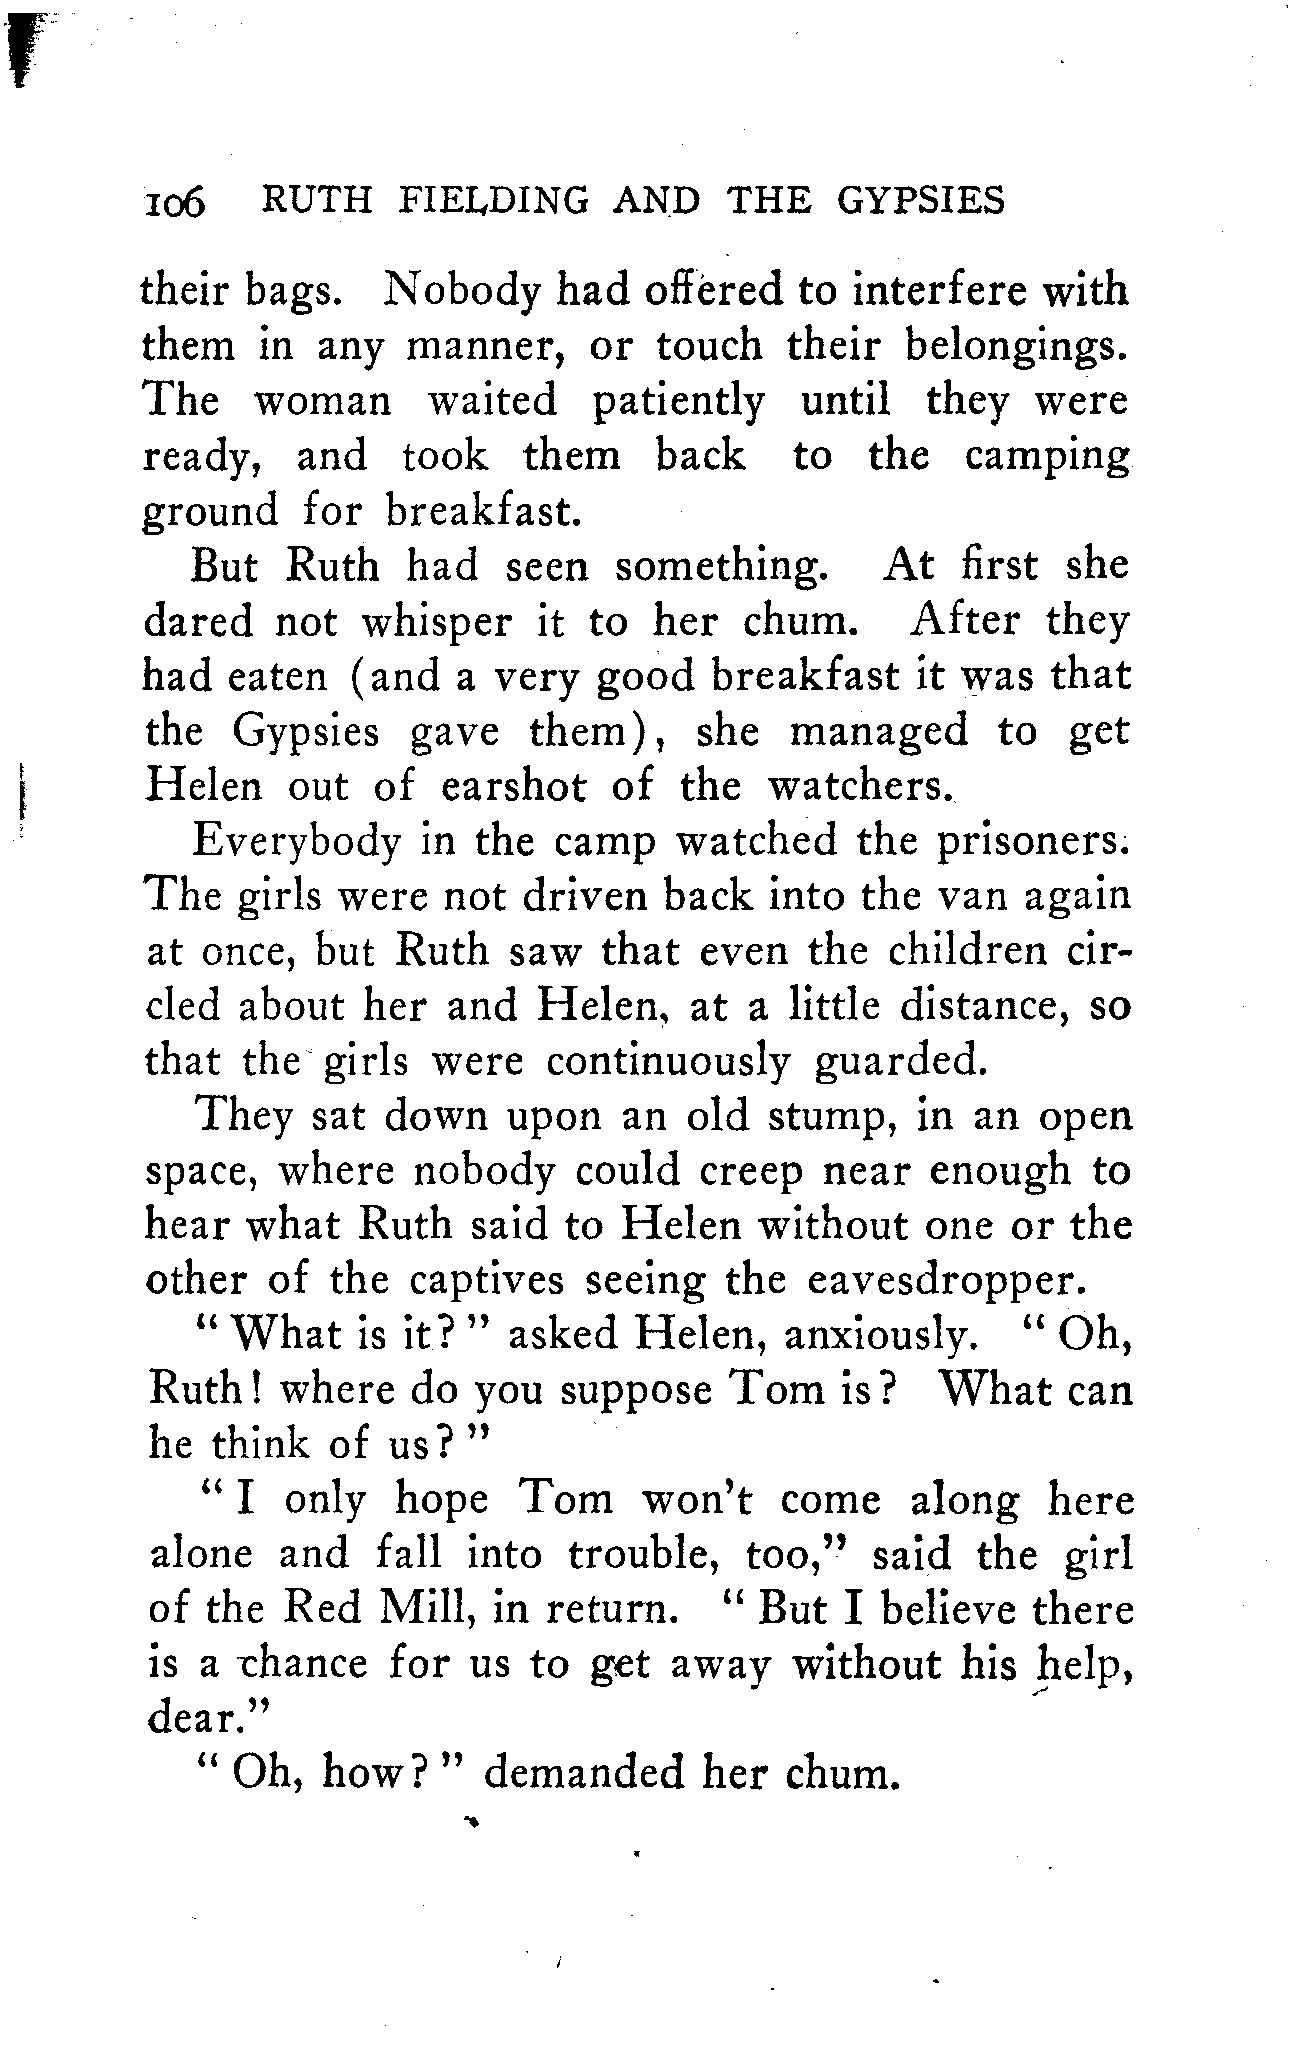 106 RUTH FIELDING AND THE GYPSIES
their bags. Nobody had offered to interfere with
them in any manner, or touch their belongings.
The woman waited patiently until they were
ready, and took them back to the camping
ground for breakfast.
But Ruth had seen something. At first she
dared not whisper it to her chum. After they
had eaten (and a very good breakfast it was that
the Gypsies gave them), she managed to get
Helen out of earshot of the watchers.
Everybody in the camp watched the prisoners.
The girls were not driven back into the van again
at once, but Ruth saw that even the children cir-
cled about her and Helen, at a little distance, so
that the girls were continuously guarded.
They sat down upon an old stump, in an open
space, where nobody could creep near enough to
hear what Ruth said to Helen without one or the
other of the captives seeing the eavesdropper.
" What is it? " asked Helen, anxiously. " Oh,
Ruth! where do you suppose Tom is? What can
he think of us? "
" I only hope Tom won't come along here
alone and fall into trouble, too," said the girl
of the Red Mill, in return. " But I believe there
is a chance for us to get away without his help,
dear."
" Oh, how? " demanded her chum.